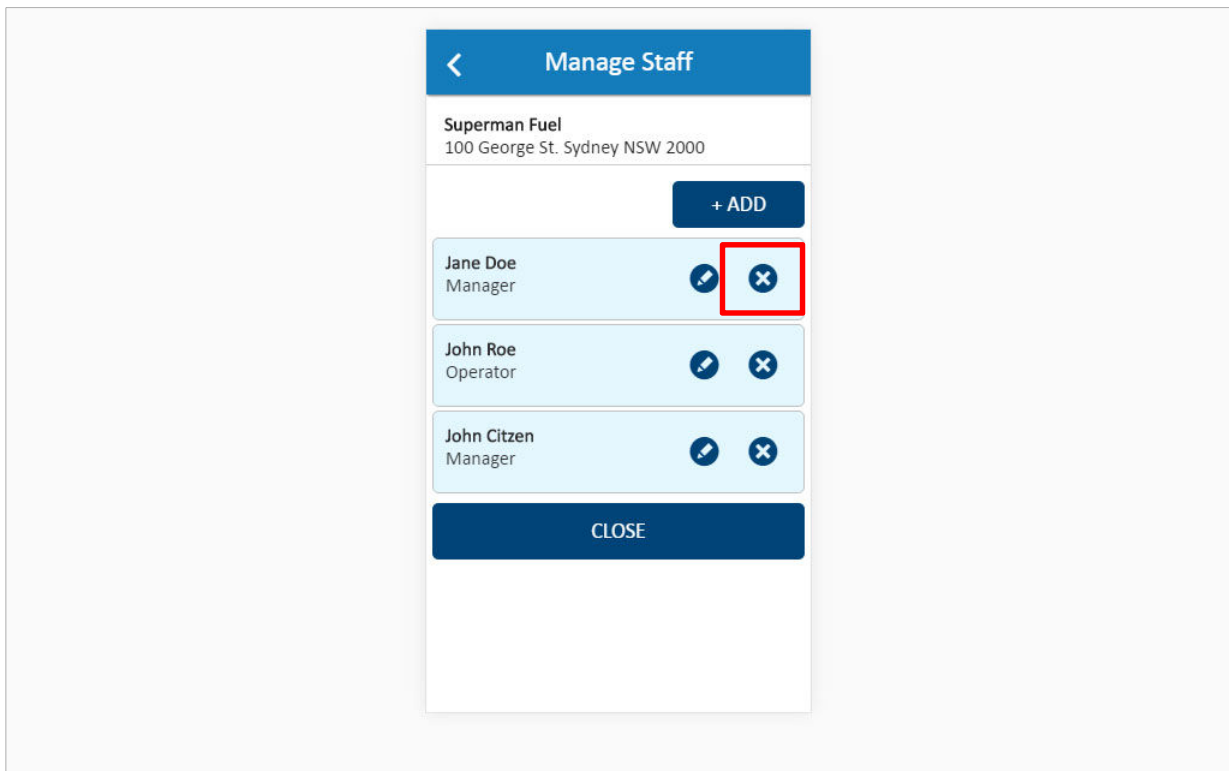 Manage Staff
Superman Fuel
100 George St. Sydney NSW 2000
+ ADD
Jane Doe
Manager
John Roe
Operator
John Citzen
Manager
CLOSE